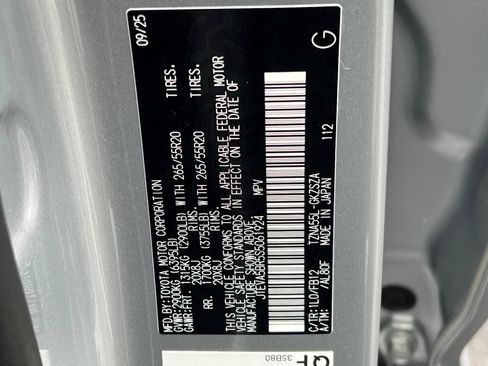 MFD.BY:TOYOTA MOTOR CORPORATION 09/25
GVWR:2900KG (6395LB)
GAWR:FRT. 1315KG (2900LB) WITH 265/55R20 TIRES.
20X8J RIMS
RR. 1700KG (3755LB) WITH 265/55R20 TIRES.
20X8J RIMS
THIS VEHICLE CONFORMS TO ALL APPLICABLE FEDERAL MOTOR
VEHICLE SAFETY STANDARDS IN EFFECT ON THE DATE OF
MANUFACTURE SHOWN ABOVE.
MPV
112
C/TR:1L0/FB12 TZNA55L-GKZSZA
A/TM: /AL80F MADE IN JAPAN
G
35B80